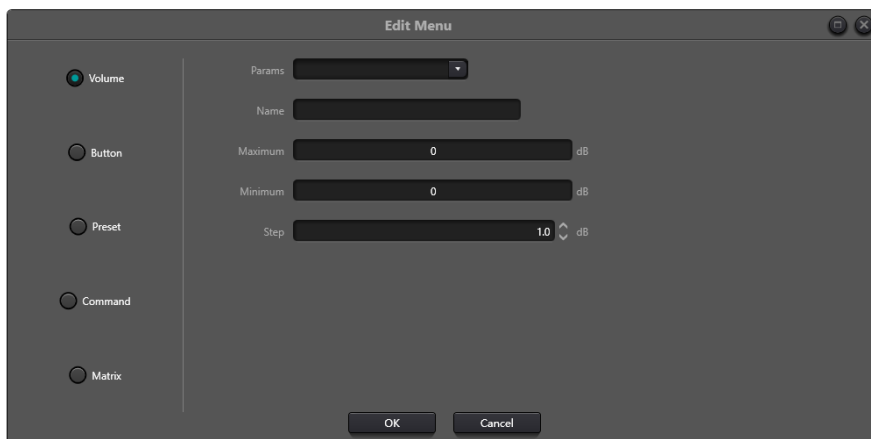 Edit Menu
Volume
Params
Name
Button
Maximum 0 dB
Minimum 0 dB
Preset
Step 1.0 dB
Command
Matrix
OK Cancel